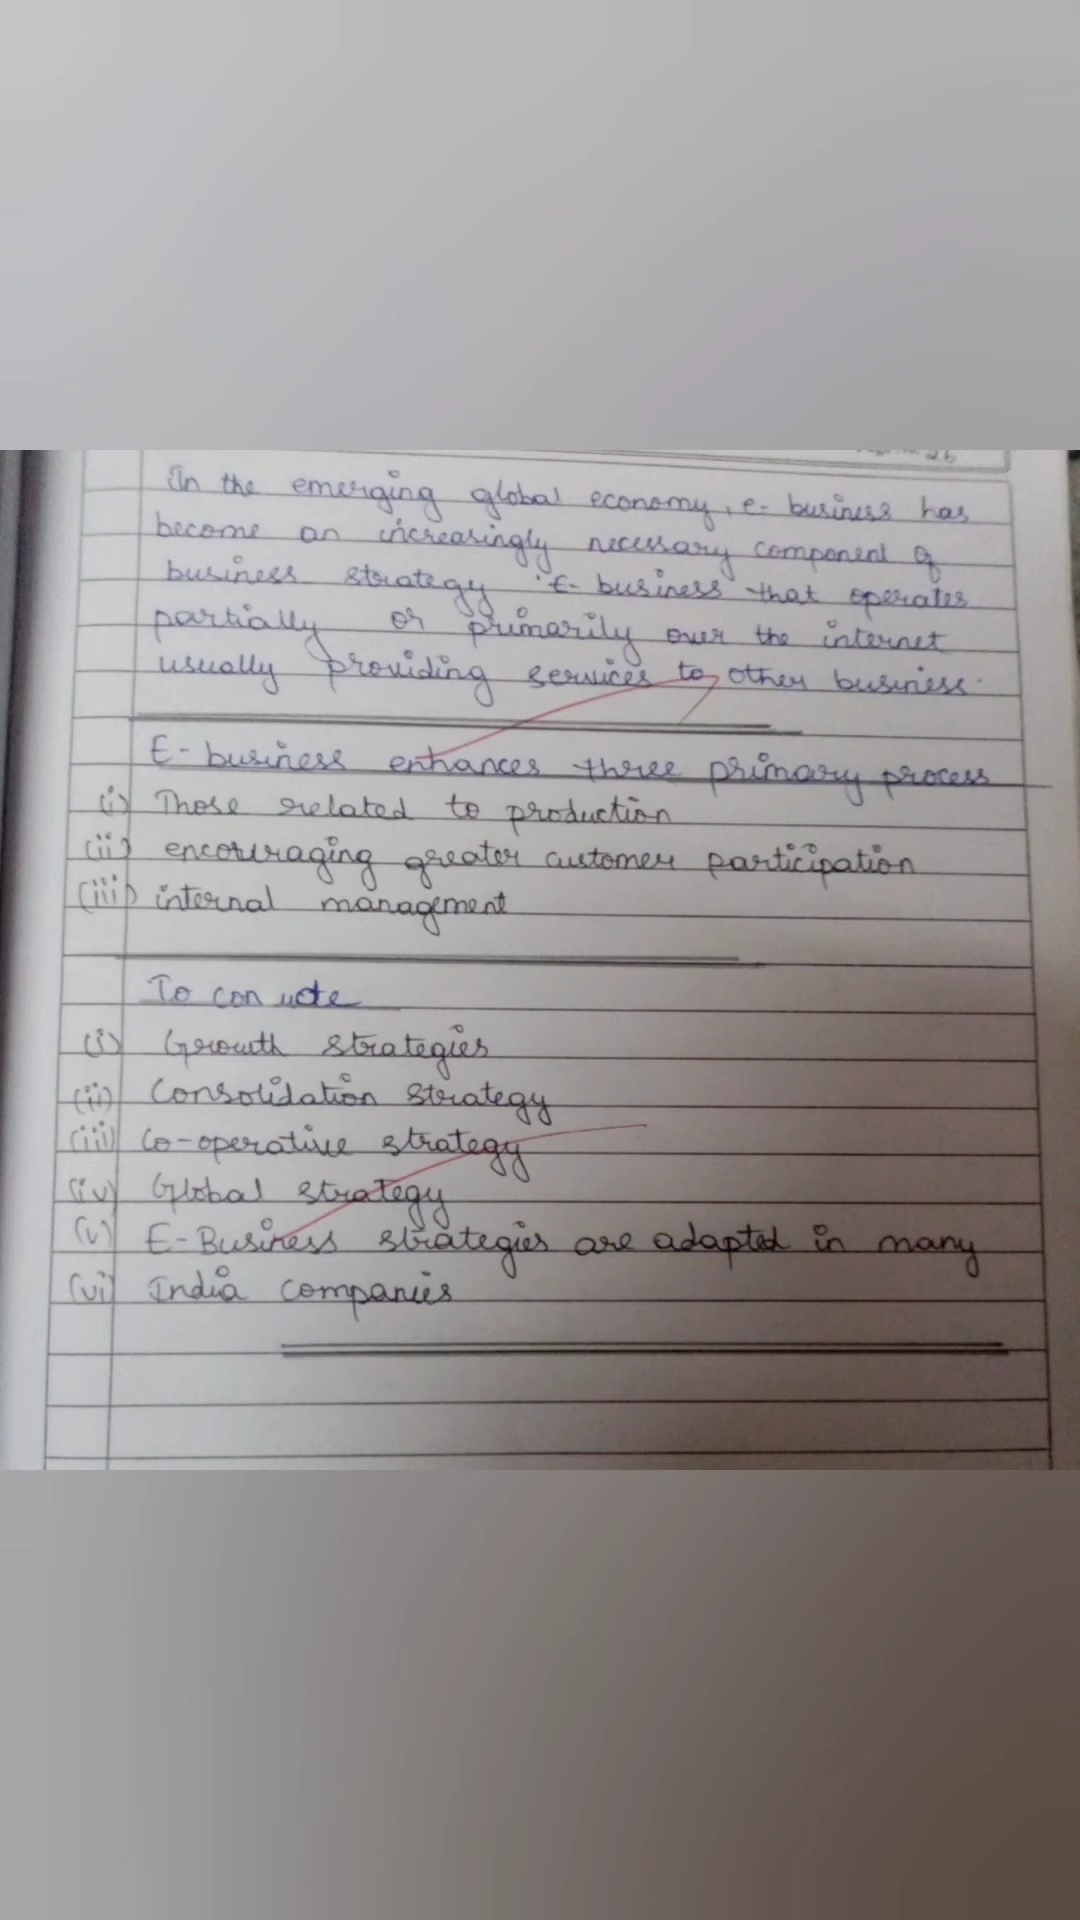 26
In the emerging global economy, e-business has
become an increasingly necessary component of
business strategy. E-business that operates
partially or primarily over the internet
usually providing services to other business.
E-business enhances three primary process
(i) Those related to production
(ii) encouraging greater customer participation
(iii) internal management
To con
(i) Growth strategies
(ii) Consolidation strategy
(iii) Co-operative strategy
(iv) Global strategy
(v) E-Business strategies are adapted in many
(vi) India companies